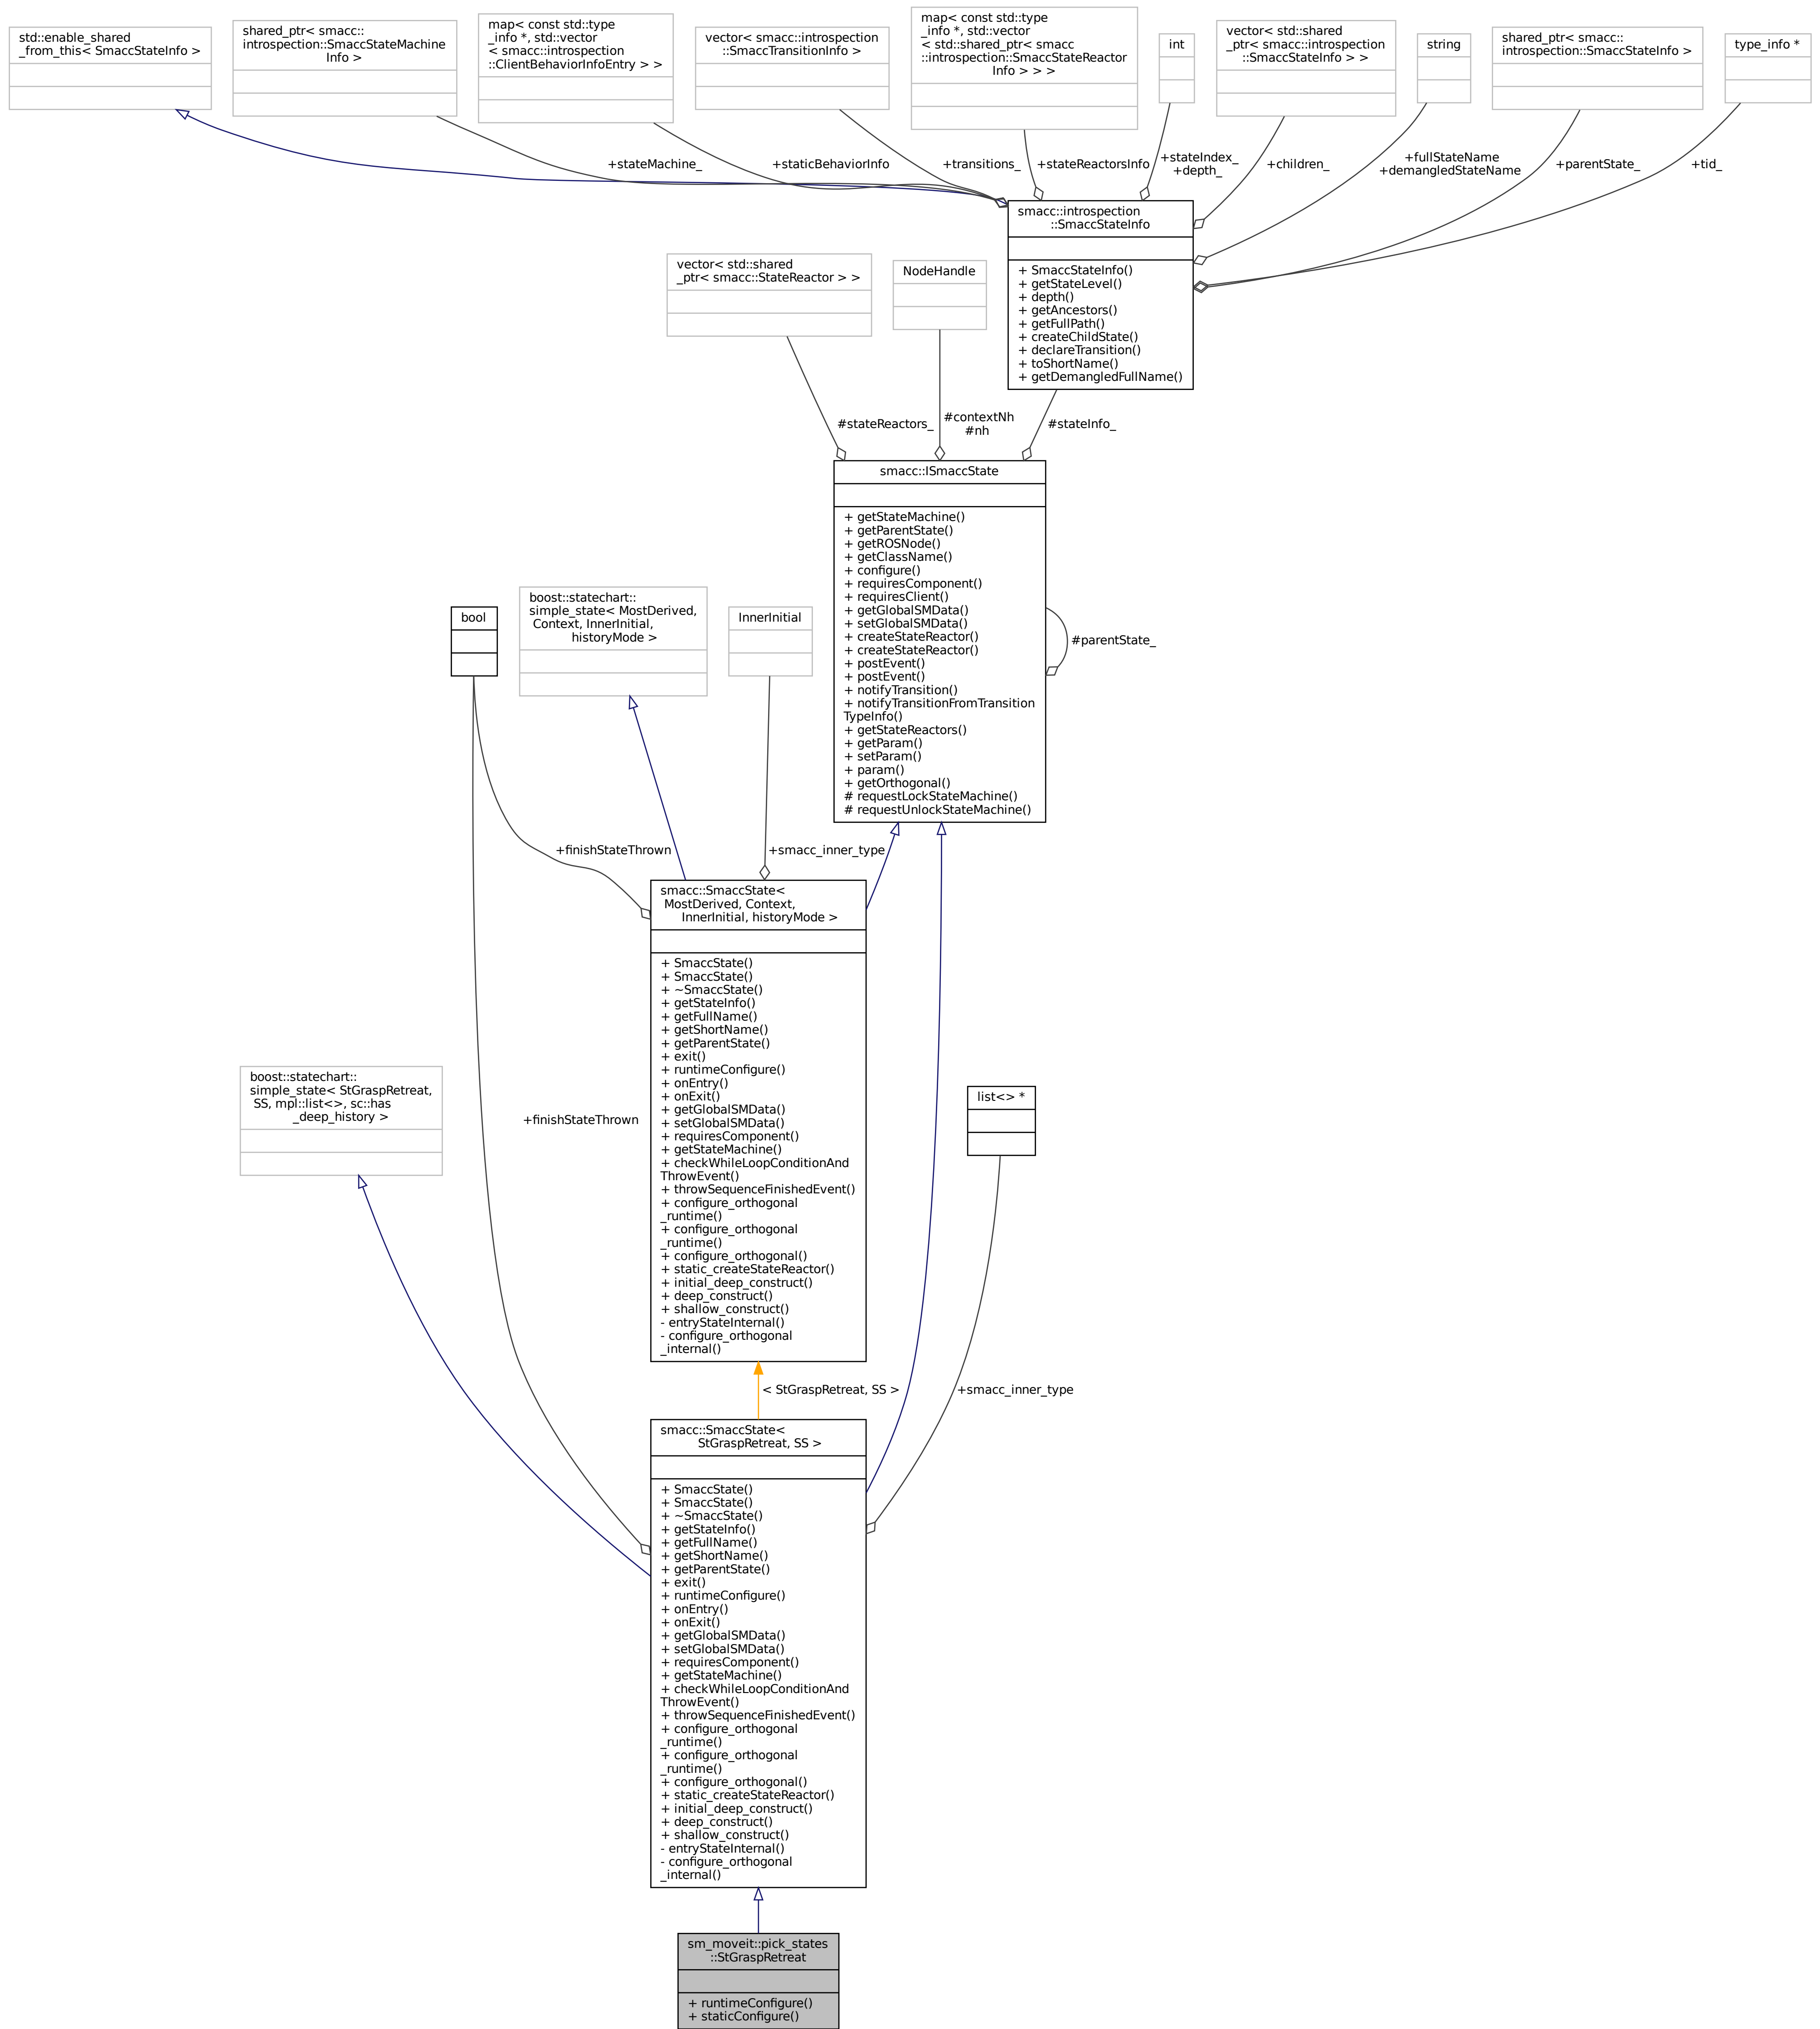 std::enable_shared
_from_this< SmaccStateInfo >
shared_ptr< smacc::
introspection::SmaccStateMachine
Info >
map< const std::type
_info *, std::vector
< smacc::introspection
::ClientBehaviorInfoEntry > >
vector< smacc::introspection
::SmaccTransitionInfo >
map< const std::type
_info *, std::vector
< std::shared_ptr< smacc
::introspection::SmaccStateReactor
Info > > >
int
vector< std::shared
_ptr< smacc::introspection
::SmaccStateInfo > >
string
shared_ptr< smacc::
introspection::SmaccStateInfo >
type_info *
+stateMachine_
+staticBehaviorInfo
+transitions_
+stateReactorsInfo
+stateIndex_
+depth_
+children_
+fullStateName
+demangledStateName
+parentState_
+tid_
smacc::introspection
::SmaccStateInfo
+ SmaccStateInfo()
+ getStateLevel()
+ depth()
+ getAncestors()
+ getFullPath()
+ createChildState()
+ declareTransition()
+ toShortName()
+ getDemangledFullName()
vector< std::shared
_ptr< smacc::StateReactor > >
NodeHandle
#stateReactors_
#contextNh
#nh
#stateInfo_
smacc::ISmaccState
+ getStateMachine()
+ getParentState()
+ getROSNode()
+ getClassName()
+ configure()
+ requiresComponent()
+ requiresClient()
+ getGlobalSMData()
+ setGlobalSMData()
+ createStateReactor()
+ createStateReactor()
+ postEvent()
+ postEvent()
+ notifyTransition()
+ notifyTransitionFromTransition
TypeInfo()
+ getStateReactors()
+ getParam()
+ setParam()
+ param()
+ getOrthogonal()
# requestLockStateMachine()
# requestUnlockStateMachine()
#parentState_
bool
boost::statechart::
simple_state< MostDerived,
Context, InnerInitial,
historyMode >
InnerInitial
+finishStateThrown
+smacc_inner_type
smacc::SmaccState<
MostDerived, Context,
InnerInitial, historyMode >
+ SmaccState()
+ SmaccState()
+ ~SmaccState()
+ getStateInfo()
+ getFullName()
+ getShortName()
+ getParentState()
+ exit()
+ runtimeConfigure()
+ onEntry()
+ onExit()
+ getGlobalSMData()
+ setGlobalSMData()
+ requiresComponent()
+ getStateMachine()
+ checkWhileLoopConditionAnd
ThrowEvent()
+ throwSequenceFinishedEvent()
+ configure_orthogonal
_runtime()
+ configure_orthogonal
_runtime()
+ configure_orthogonal()
+ static_createStateReactor()
+ initial_deep_construct()
+ deep_construct()
+ shallow_construct()
- entryStateInternal()
- configure_orthogonal
_internal()
boost::statechart::
simple_state< StGraspRetreat,
SS, mpl::list<>, sc::has
_deep_history >
+finishStateThrown
list<> *
< StGraspRetreat, SS >
+smacc_inner_type
smacc::SmaccState<
StGraspRetreat, SS >
+ SmaccState()
+ SmaccState()
+ ~SmaccState()
+ getStateInfo()
+ getFullName()
+ getShortName()
+ getParentState()
+ exit()
+ runtimeConfigure()
+ onEntry()
+ onExit()
+ getGlobalSMData()
+ setGlobalSMData()
+ requiresComponent()
+ getStateMachine()
+ checkWhileLoopConditionAnd
ThrowEvent()
+ throwSequenceFinishedEvent()
+ configure_orthogonal
_runtime()
+ configure_orthogonal
_runtime()
+ configure_orthogonal()
+ static_createStateReactor()
+ initial_deep_construct()
+ deep_construct()
+ shallow_construct()
- entryStateInternal()
- configure_orthogonal
_internal()
sm_moveit::pick_states
::StGraspRetreat
+ runtimeConfigure()
+ staticConfigure()